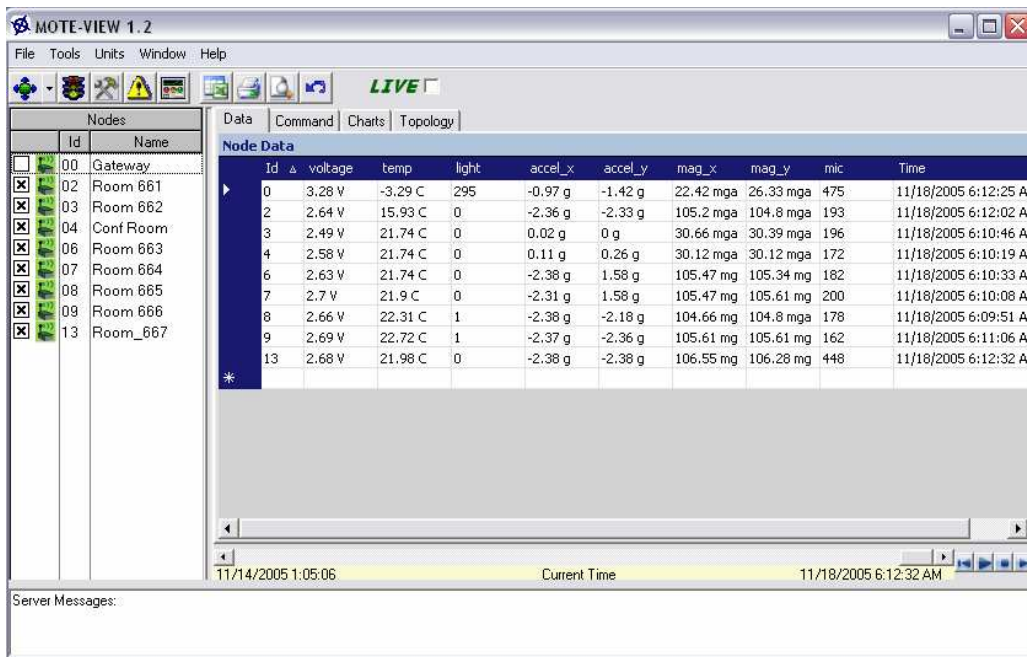 MOTE-VIEW 1.2
File Tools Units Window Help
LIVE
Nodes
Id Name
00 Gateway
02 Room 661
03 Room 662
04 Conf Room
06 Room 663
07 Room 664
08 Room 665
09 Room 666
13 Room_667
Data Command Charts Topology
Node Data
Id voltage temp light accel_x accel_y mag_x mag_y mic Time
0 3.28 V -3.29 C 295 -0.97 g -1.42 g 22.42 mga 26.33 mga 475 11/18/2005 6:12:25 A
2 2.64 V 15.93 C 0 -2.36 g -2.33 g 105.2 mga 104.8 mga 193 11/18/2005 6:12:02 A
3 2.49 V 21.74 C 0 0.02 g 0 g 30.66 mga 30.39 mga 196 11/18/2005 6:10:46 A
4 2.58 V 21.74 C 0 0.11 g 0.26 g 30.12 mga 30.12 mga 172 11/18/2005 6:10:19 A
6 2.63 V 21.74 C 0 -2.38 g 1.58 g 105.47 mg 105.34 mg 182 11/18/2005 6:10:33 A
7 2.7 V 21.9 C 0 -2.31 g 1.58 g 105.47 mg 105.61 mg 200 11/18/2005 6:10:08 A
8 2.66 V 22.31 C 1 -2.38 g -2.18 g 104.66 mg 104.8 mga 178 11/18/2005 6:09:51 A
9 2.69 V 22.72 C 1 -2.37 g -2.36 g 105.61 mg 105.61 mg 162 11/18/2005 6:11:06 A
13 2.68 V 21.98 C 0 -2.38 g -2.38 g 106.55 mg 106.28 mg 448 11/18/2005 6:12:32 A
11/14/2005 1:05:06 Current Time 11/18/2005 6:12:32 AM
Server Messages: